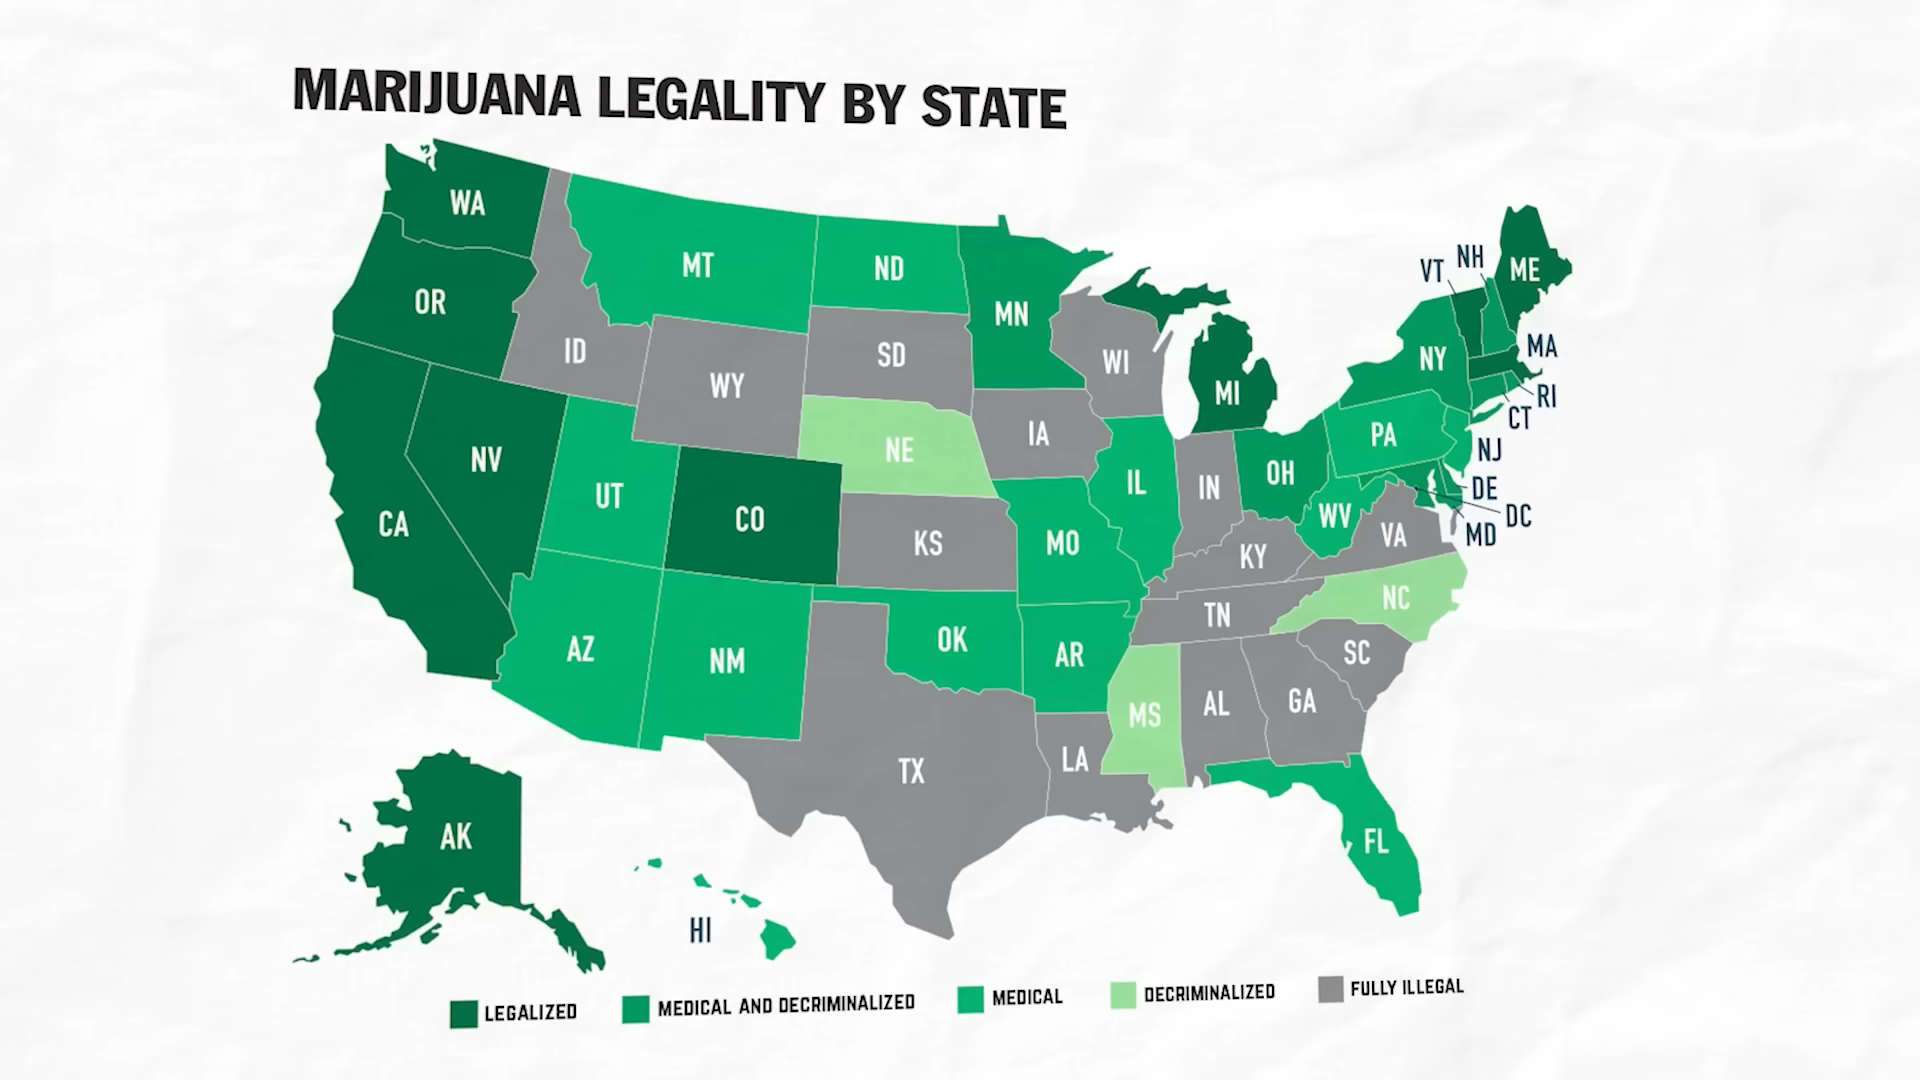 MARIJUANA LEGALITY BY STATE
WA
MT
ND
MN
VT
NH
ME
OR
ID
WY
SD
WI
MI
NY
MA
RI
CT
NV
UT
CO
NE
IA
IL
IN
OH
PA
NJ
DE
DC
MD
CA
KS
MO
KY
WV
VA
AZ
NM
OK
AR
TN
NC
SC
TX
LA
MS
AL
GA
FL
AK
HI
LEGALIZED
MEDICAL AND DECRIMINALIZED
MEDICAL
DECRIMINALIZED
FULLY ILLEGAL